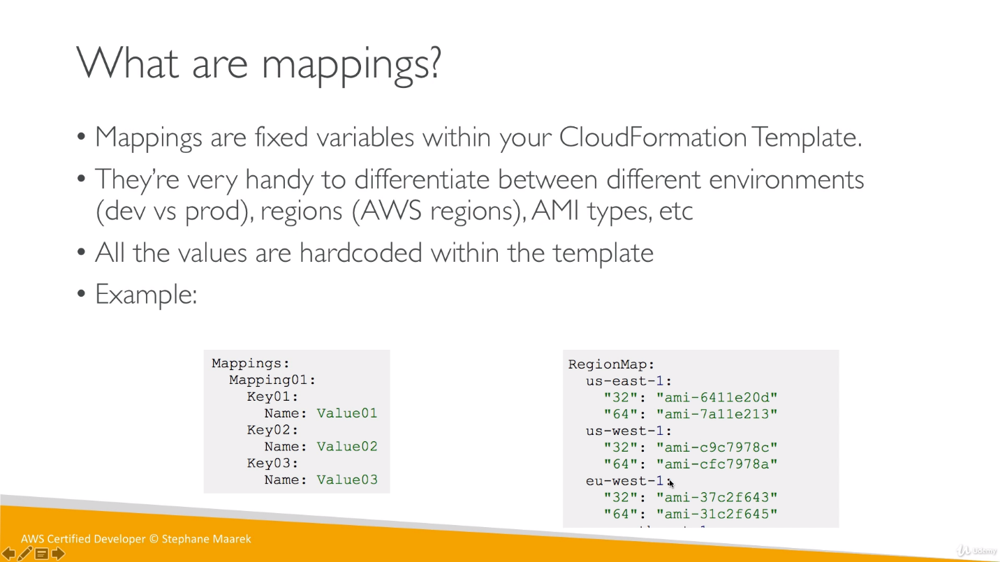 What are mappings?
• Mappings are fixed variables within your CloudFormation Template.
• They’re very handy to differentiate between different environments
(dev vs prod), regions (AWS regions), AMI types, etc
• All the values are hardcoded within the template
• Example:
Mappings:
  Mapping01:
    Key01:
      Name: Value01
    Key02:
      Name: Value02
    Key03:
      Name: Value03
RegionMap:
  us-east-1:
    "32": "ami-6411e20d"
    "64": "ami-7a11e213"
  us-west-1:
    "32": "ami-c9c7978c"
    "64": "ami-cfc7978a"
  eu-west-1:
    "32": "ami-37c2f643"
    "64": "ami-31c2f645"
AWS Certified Developer © Stephane Maarek
Udemy